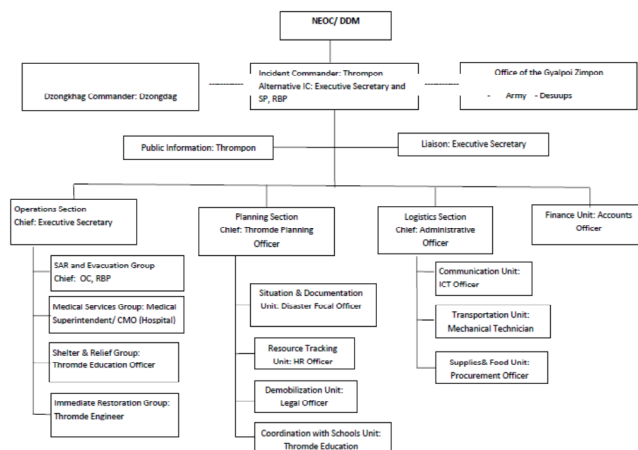 NEOC/ DDM
Dzongkhag Commander: Dzongdag
Incident Commander: Thrompon
Alternative IC: Executive Secretary and
SP, RBP
Office of the Gyalpoi Zimpon
- Army - Desuups
Public Information: Thrompon
Liaison: Executive Secretary
Operations Section
Chief: Executive Secretary
SAR and Evacuation Group
Chief: OC, RBP
Medical Services Group: Medical
Superintendent/ CMO (Hospital)
Shelter & Relief Group:
Thromde Education Officer
Immediate Restoration Group:
Thromde Engineer
Planning Section
Chief: Thromde Planning
Officer
Situation & Documentation
Unit: Disaster Focal Officer
Resource Tracking
Unit: HR Officer
Demobilization Unit:
Legal Officer
Coordination with Schools Unit:
Thromde Education
Logistics Section
Chief: Administrative
Officer
Communication Unit:
ICT Officer
Transportation Unit:
Mechanical Technician
Supplies& Food Unit:
Procurement Officer
Finance Unit: Accounts
Officer